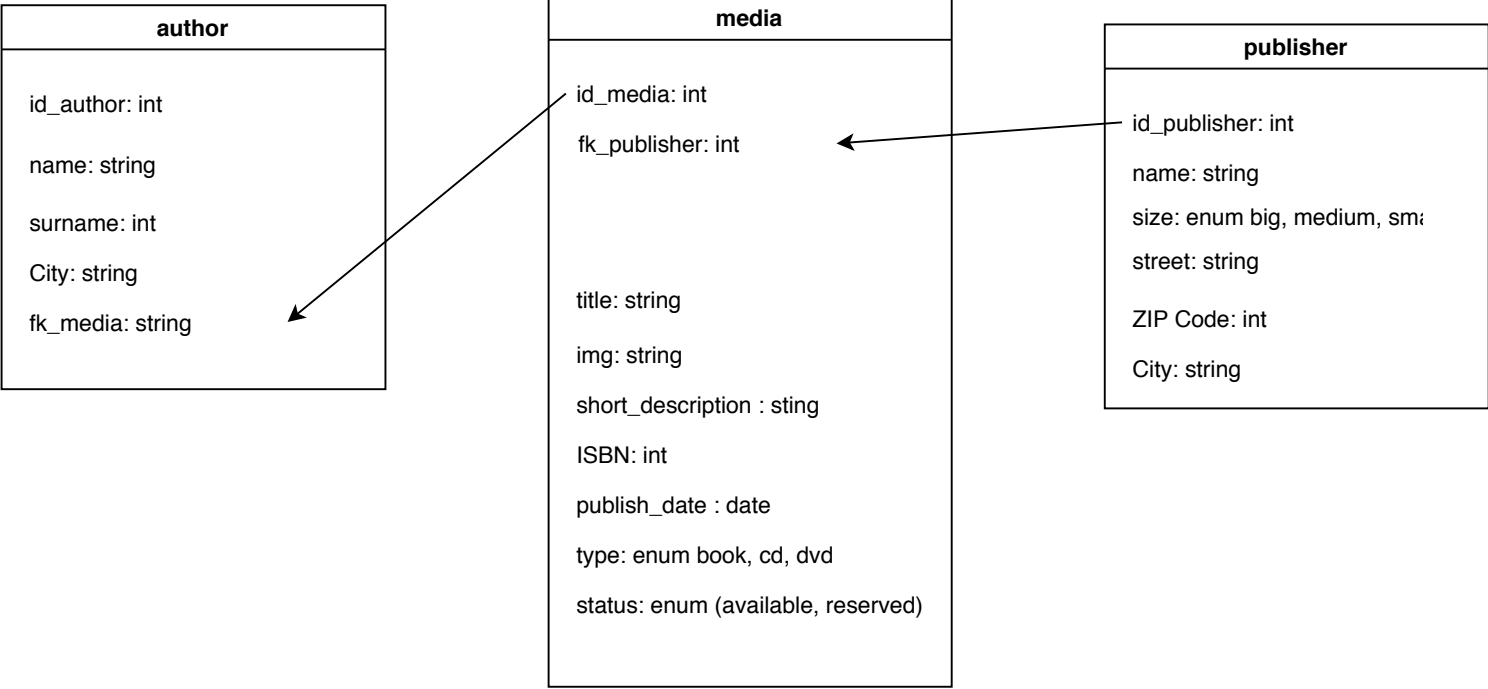 author
id_author: int
name: string
surname: int
City: string
fk_media: string
media
id_media: int
fk_publisher: int
title: string
img: string
short_description : sting
ISBN: int
publish_date : date
type: enum book, cd, dvd
status: enum (available, reserved)
publisher
id_publisher: int
name: string
size: enum big, medium,
street: string
ZIP Code: int
City: string